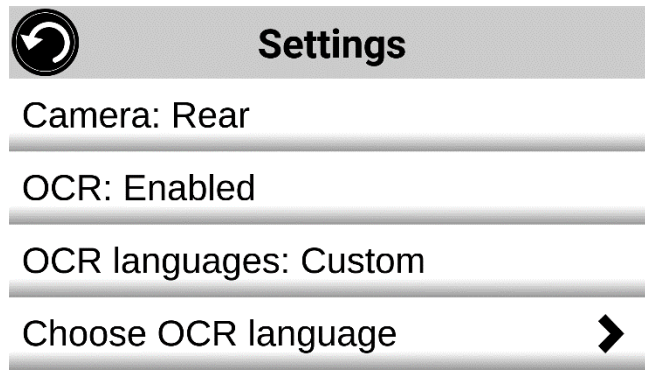 Settings
Camera: Rear
OCR: Enabled
OCR languages: Custom
Choose OCR language